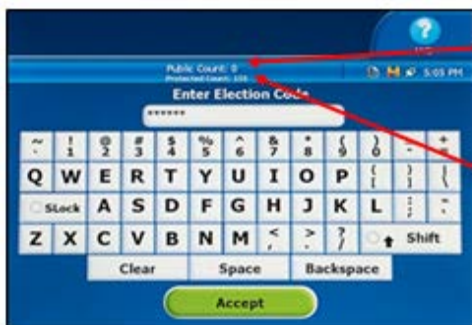 Public Count: 0
Protected Count: 155
5:05 PM
Enter Election Code
******
~ ! @ # $ % ^ & * ( ) +
1 2 3 4 5 6 7 8 9 0 -
Q W E R T Y U I O P { } |
SLock A S D F G H J K L : ;
Z X C V B N M < , > . ? / Shift
Clear Space Backspace
Accept